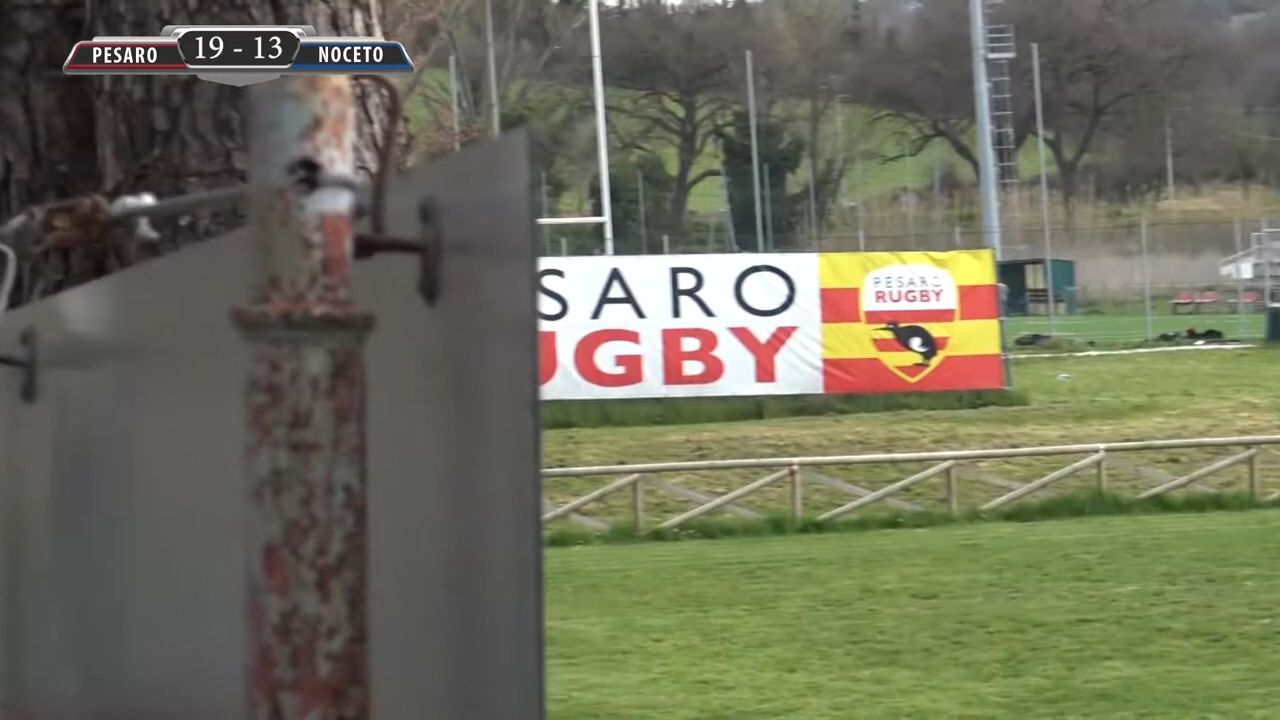 PESARO 19 - 13 NOCETO
SARO
UGBY
PESARO
RUGBY